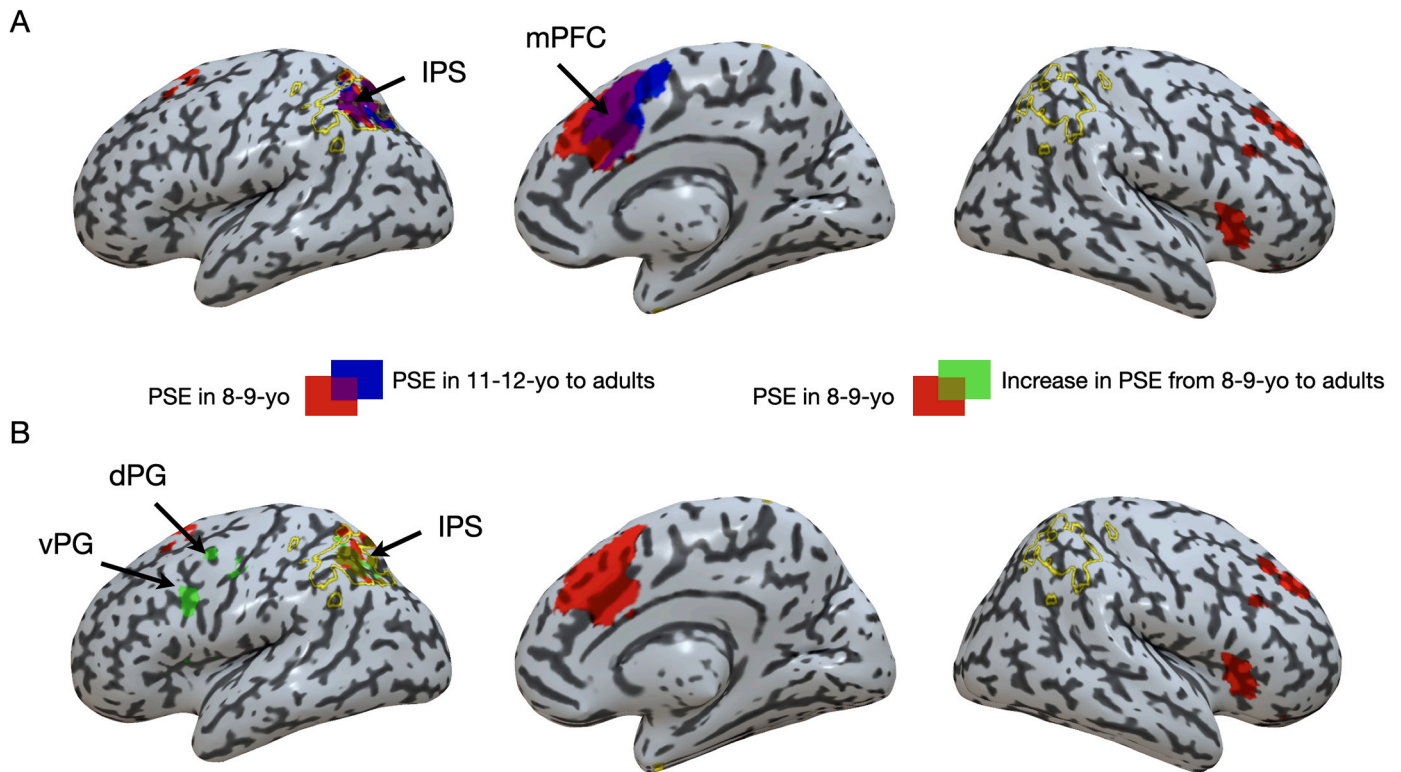 A
IPS
mPFC
PSE in 8-9-yo
PSE in 11-12-yo to adults
PSE in 8-9-yo
Increase in PSE from 8-9-yo to adults
B
dPG
vPG
IPS